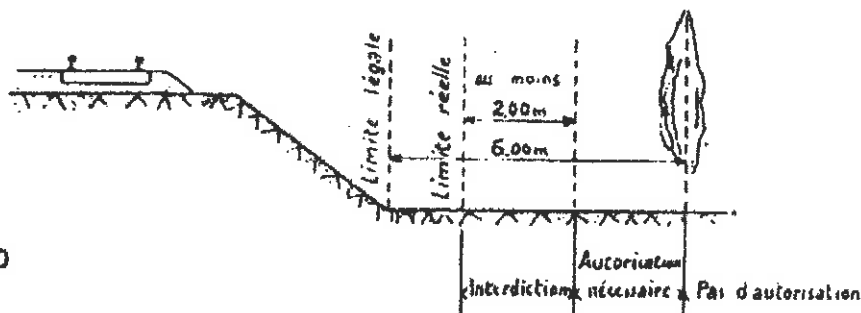 Limite légale
Limite réelle
au moins
2,00m
6,00m
Interdiction
Autorisation
nécessaire
Pas d'autorisation